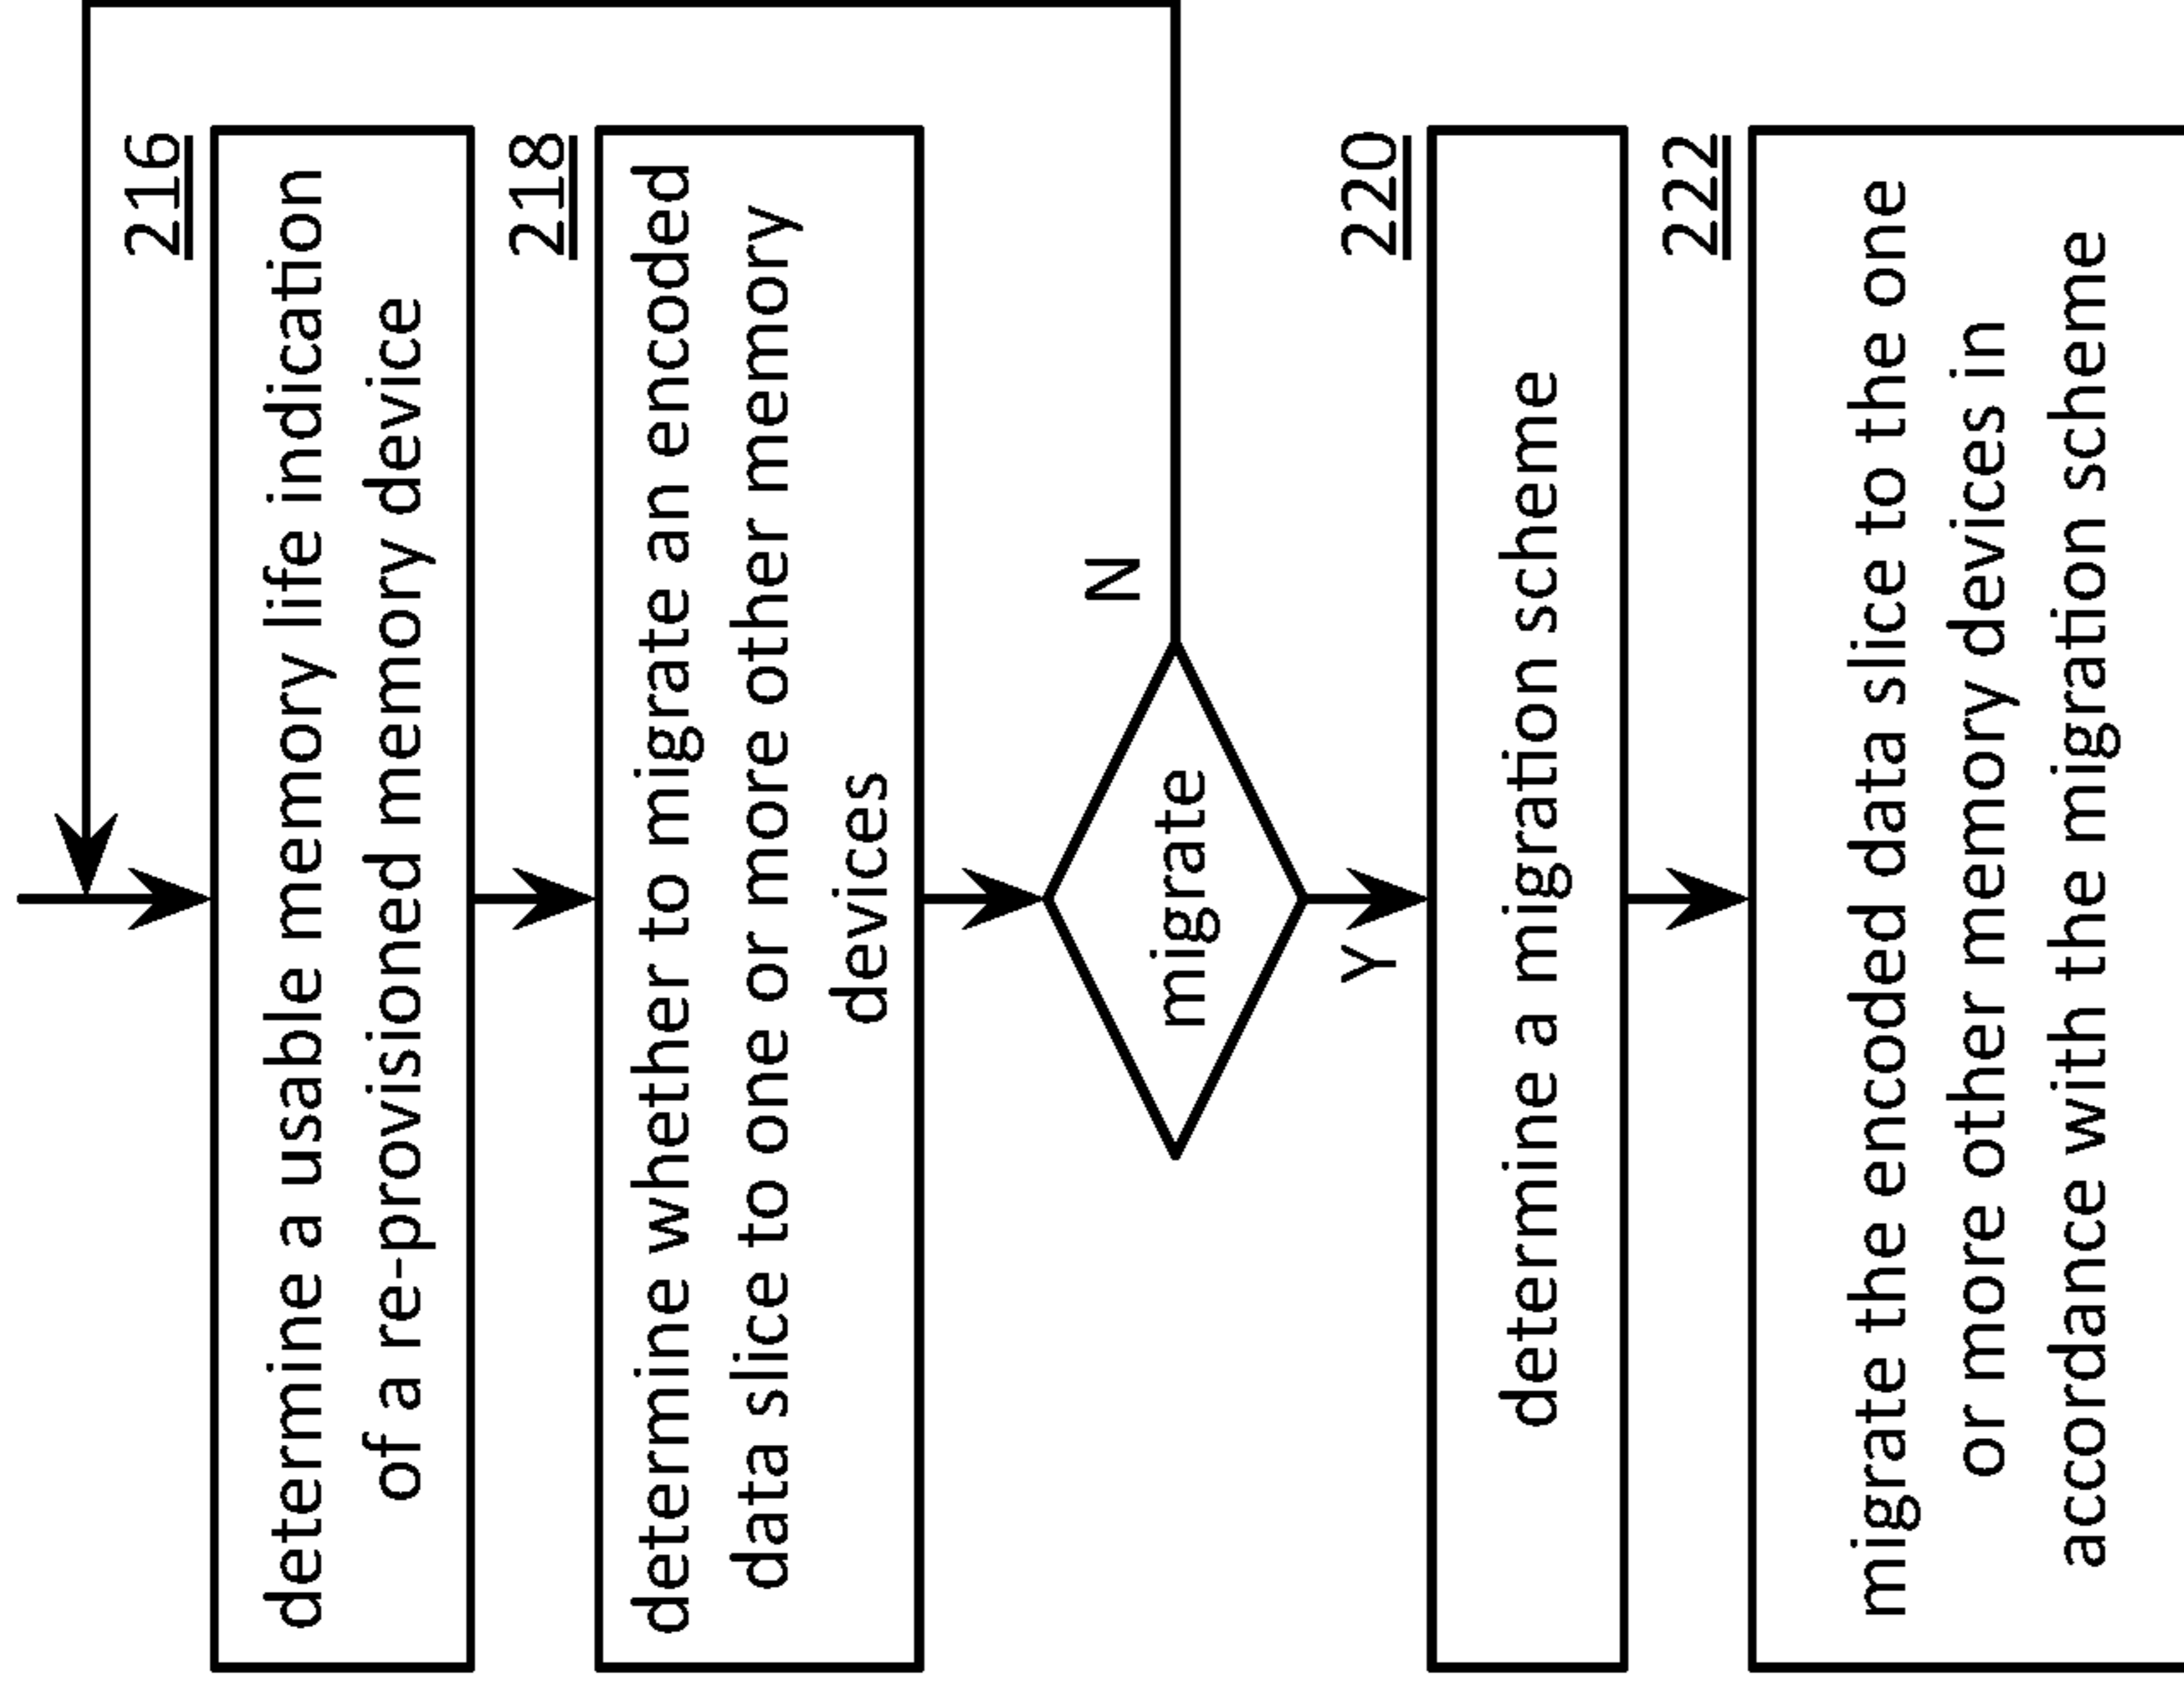 216
determine a usable memory life indication
of a re-provisioned memory device
218
determine whether to migrate an encoded
data slice to one or more other memory
devices
migrate
N
Y
220
determine a migration scheme
222
migrate the encoded data slice to the one
or more other memory devices in
accordance with the migration scheme